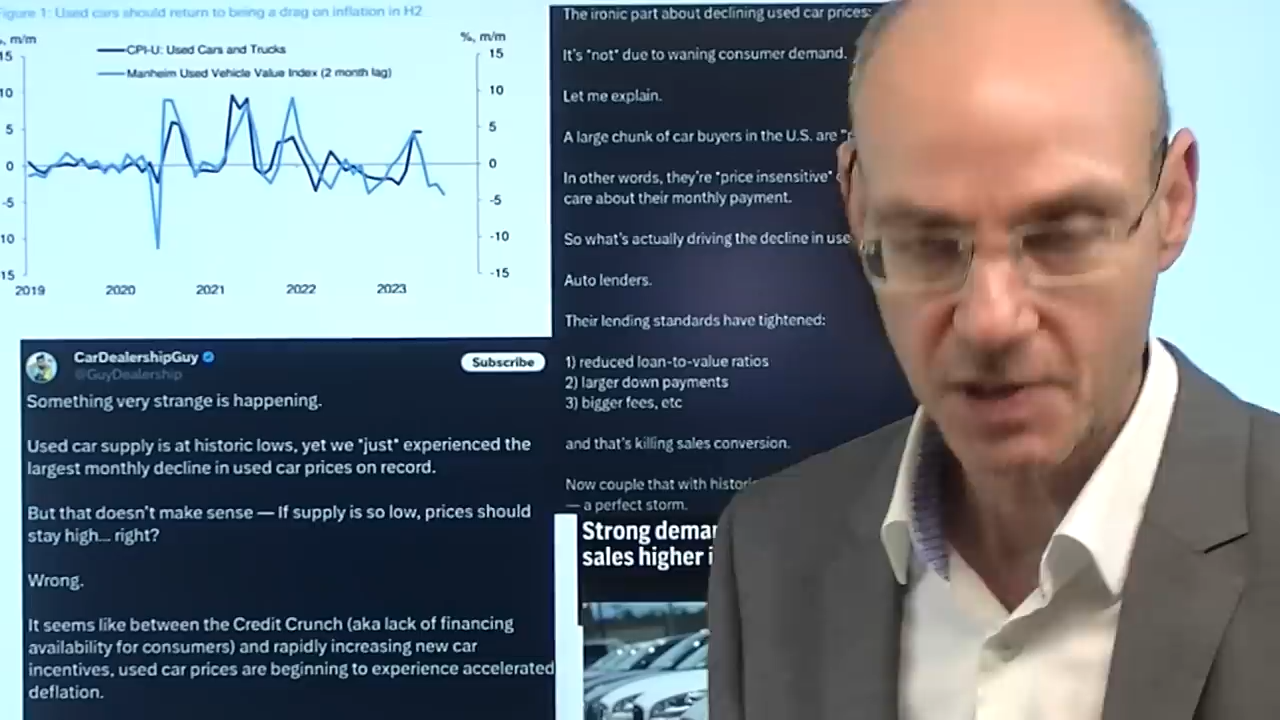 Figure 1: Used cars should return to being a drag on inflation in H2
%, m/m
%, m/m
CPI-U: Used Cars and Trucks
Manheim Used Vehicle Value Index (2 month lag)
15
10
5
0
-5
10
15
15
10
5
0
-5
-10
-15
2019
2020
2021
2022
2023
CarDealershipGuy
@GuyDealership
Subscribe
Something very strange is happening.
Used car supply is at historic lows, yet we *just* experienced the
largest monthly decline in used car prices on record.
But that doesn't make sense — If supply is so low, prices should
stay high... right?
Wrong.
It seems like between the Credit Crunch (aka lack of financing
availability for consumers) and rapidly increasing new car
incentives, used car prices are beginning to experience accelerated
deflation.
The ironic part about declining used car prices:
It's *not* due to waning consumer demand.
Let me explain.
A large chunk of car buyers in the U.S. are
In other words, they're "price insensitive"
care about their monthly payment.
So what's actually driving the decline in use
Auto lenders.
Their lending standards have tightened:
1) reduced loan-to-value ratios
2) larger down payments
3) bigger fees, etc
and that's killing sales conversion.
Now couple that with histori
— a perfect storm.
Strong dema
sales higher i